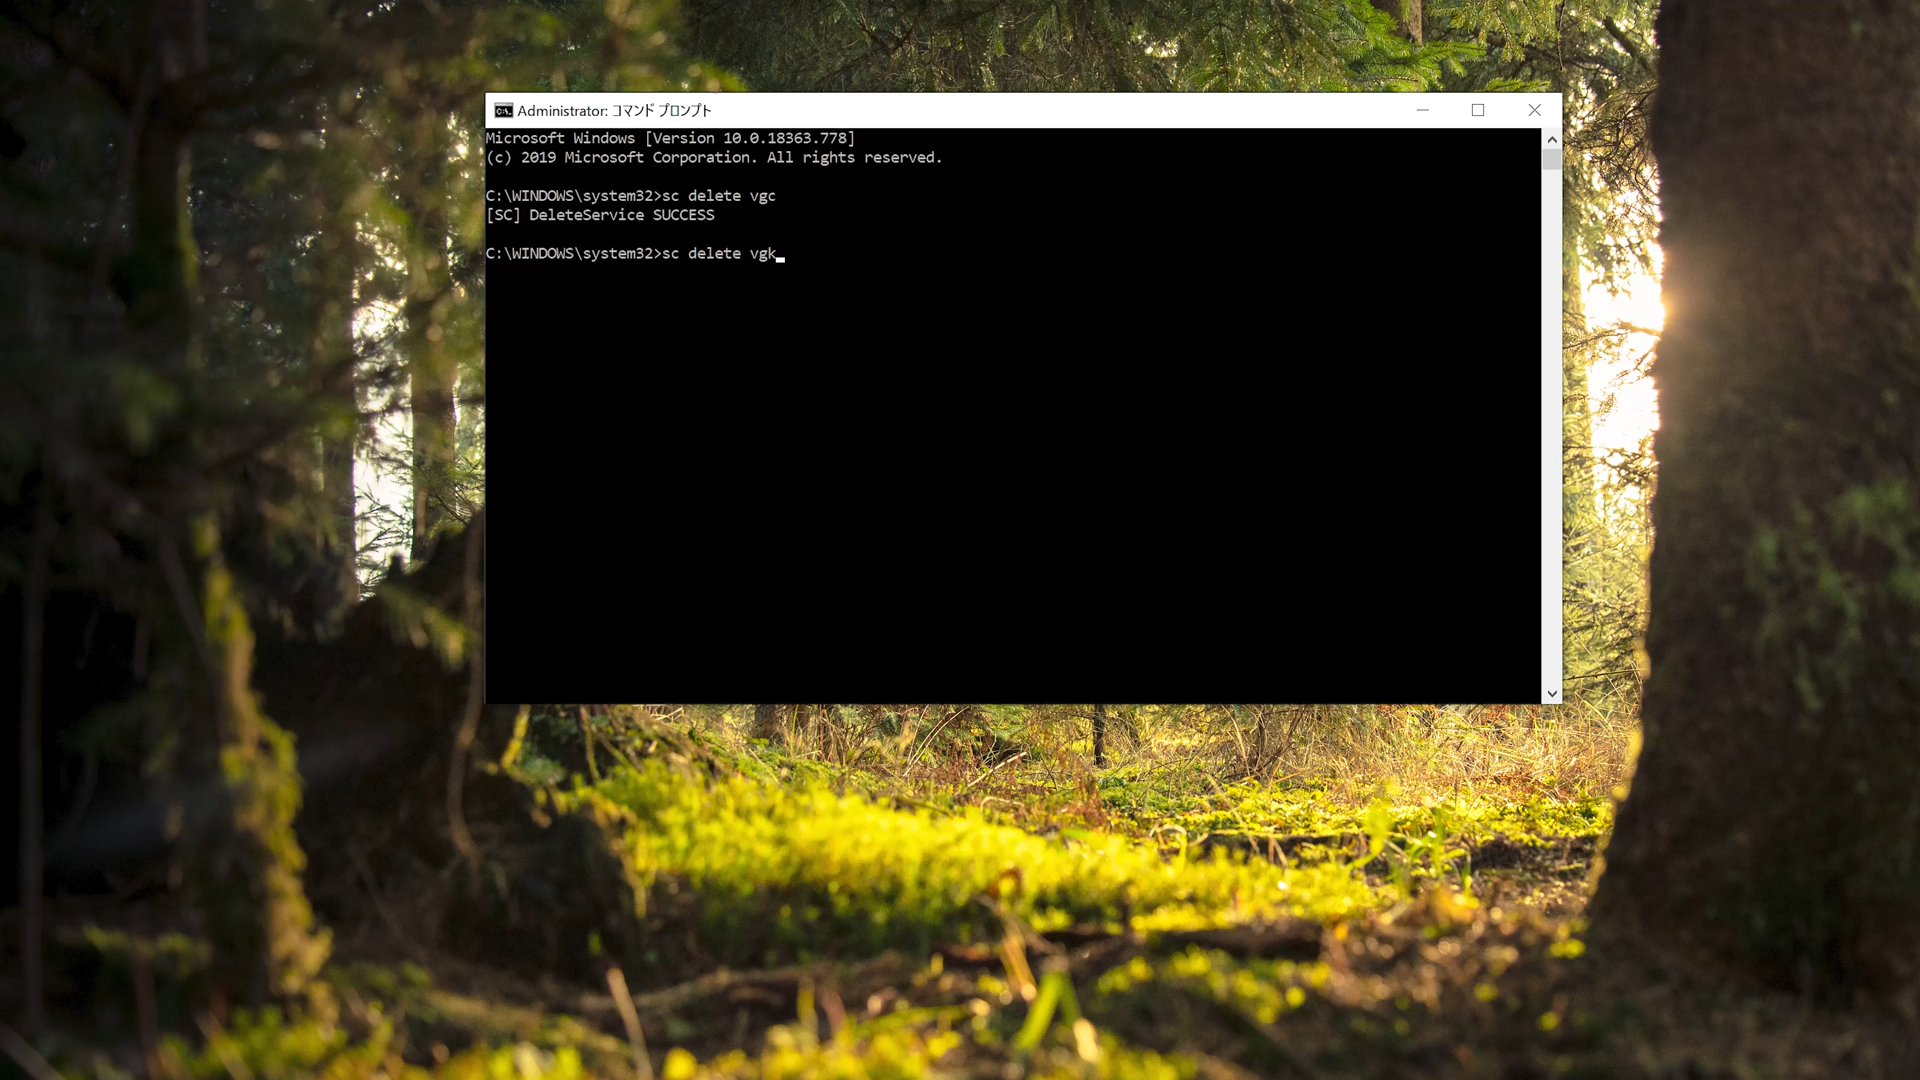 Administrator: コマンド プロンプト
Microsoft Windows [Version 10.0.18363.778]
(c) 2019 Microsoft Corporation. All rights reserved.
C:\WINDOWS\system32>sc delete vgc
[SC] DeleteService SUCCESS
C:\WINDOWS\system32>sc delete vgk